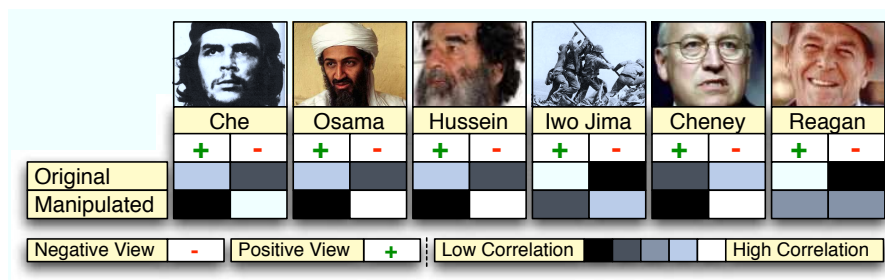 Che Osama Hussein Iwo Jima Cheney Reagan
+ - + - + - + - + - + -
Original
Manipulated
Negative View - Positive View + Low Correlation High Correlation